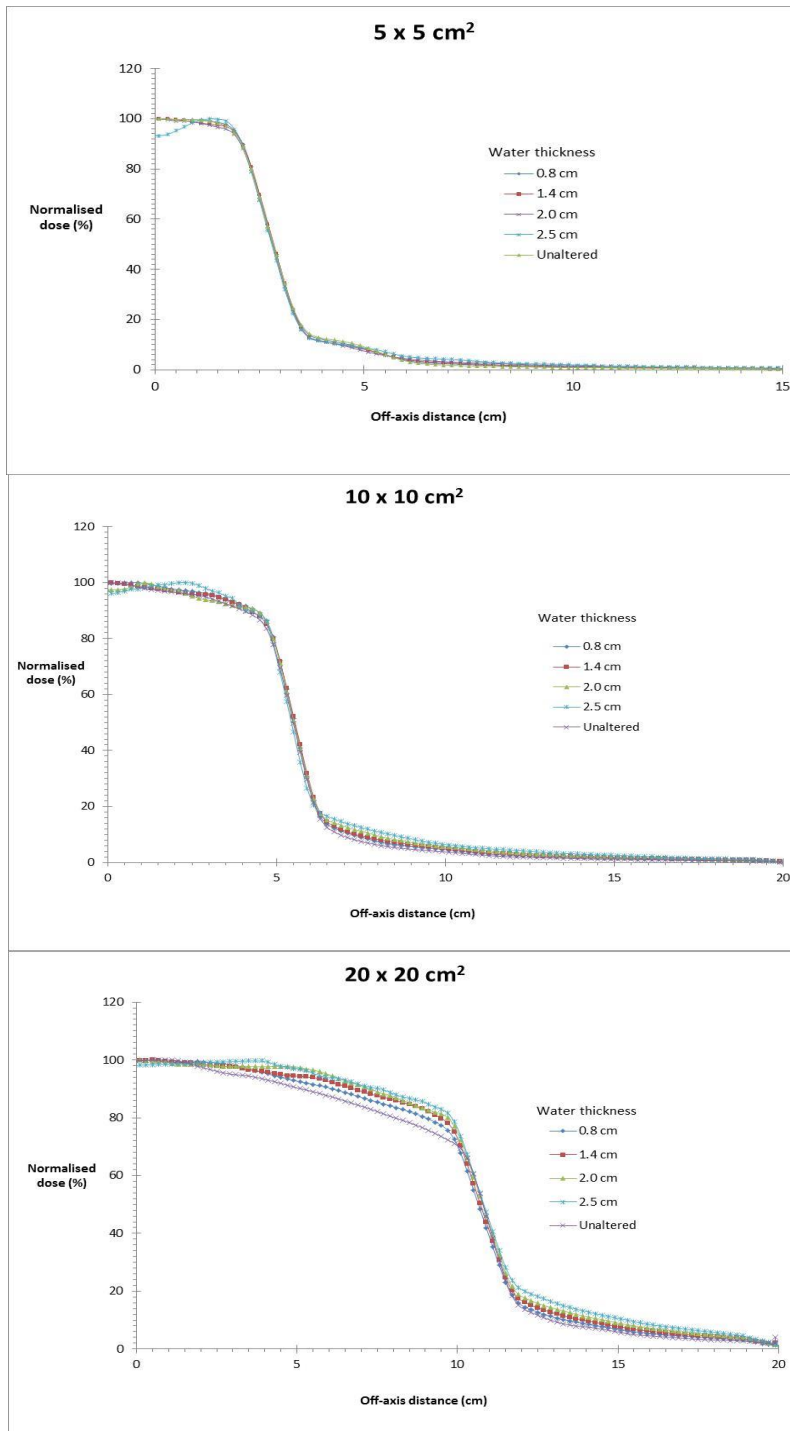 5 x 5 cm²
120
100
80
60
40
20
0
Normalised
dose (%)
Water thickness
0.8 cm
1.4 cm
2.0 cm
2.5 cm
Unaltered
0 5 10 15
Off-axis distance (cm)
10 x 10 cm²
120
100
80
60
40
20
0
Normalised
dose (%)
Water thickness
0.8 cm
1.4 cm
2.0 cm
2.5 cm
Unaltered
0 5 10 15 20
Off-axis distance (cm)
20 x 20 cm²
120
100
80
60
40
20
0
Normalised
dose (%)
Water thickness
0.8 cm
1.4 cm
2.0 cm
2.5 cm
Unaltered
0 5 10 15 20
Off-axis distance (cm)